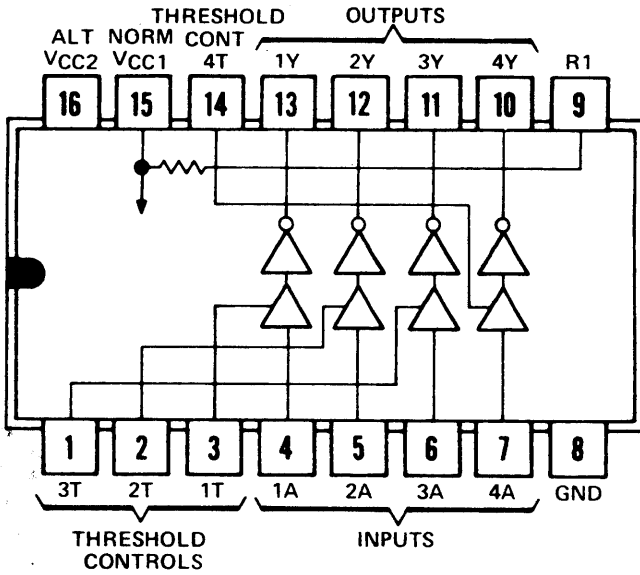 THRESHOLD OUTPUTS
ALT NORM CONT
VCC2 VCC1 4T 1Y 2Y 3Y 4Y R1
16 15 14 13 12 11 10 9
1 2 3 4 5 6 7 8
3T 2T 1T 1A 2A 3A 4A GND
THRESHOLD INPUTS
CONTROLS